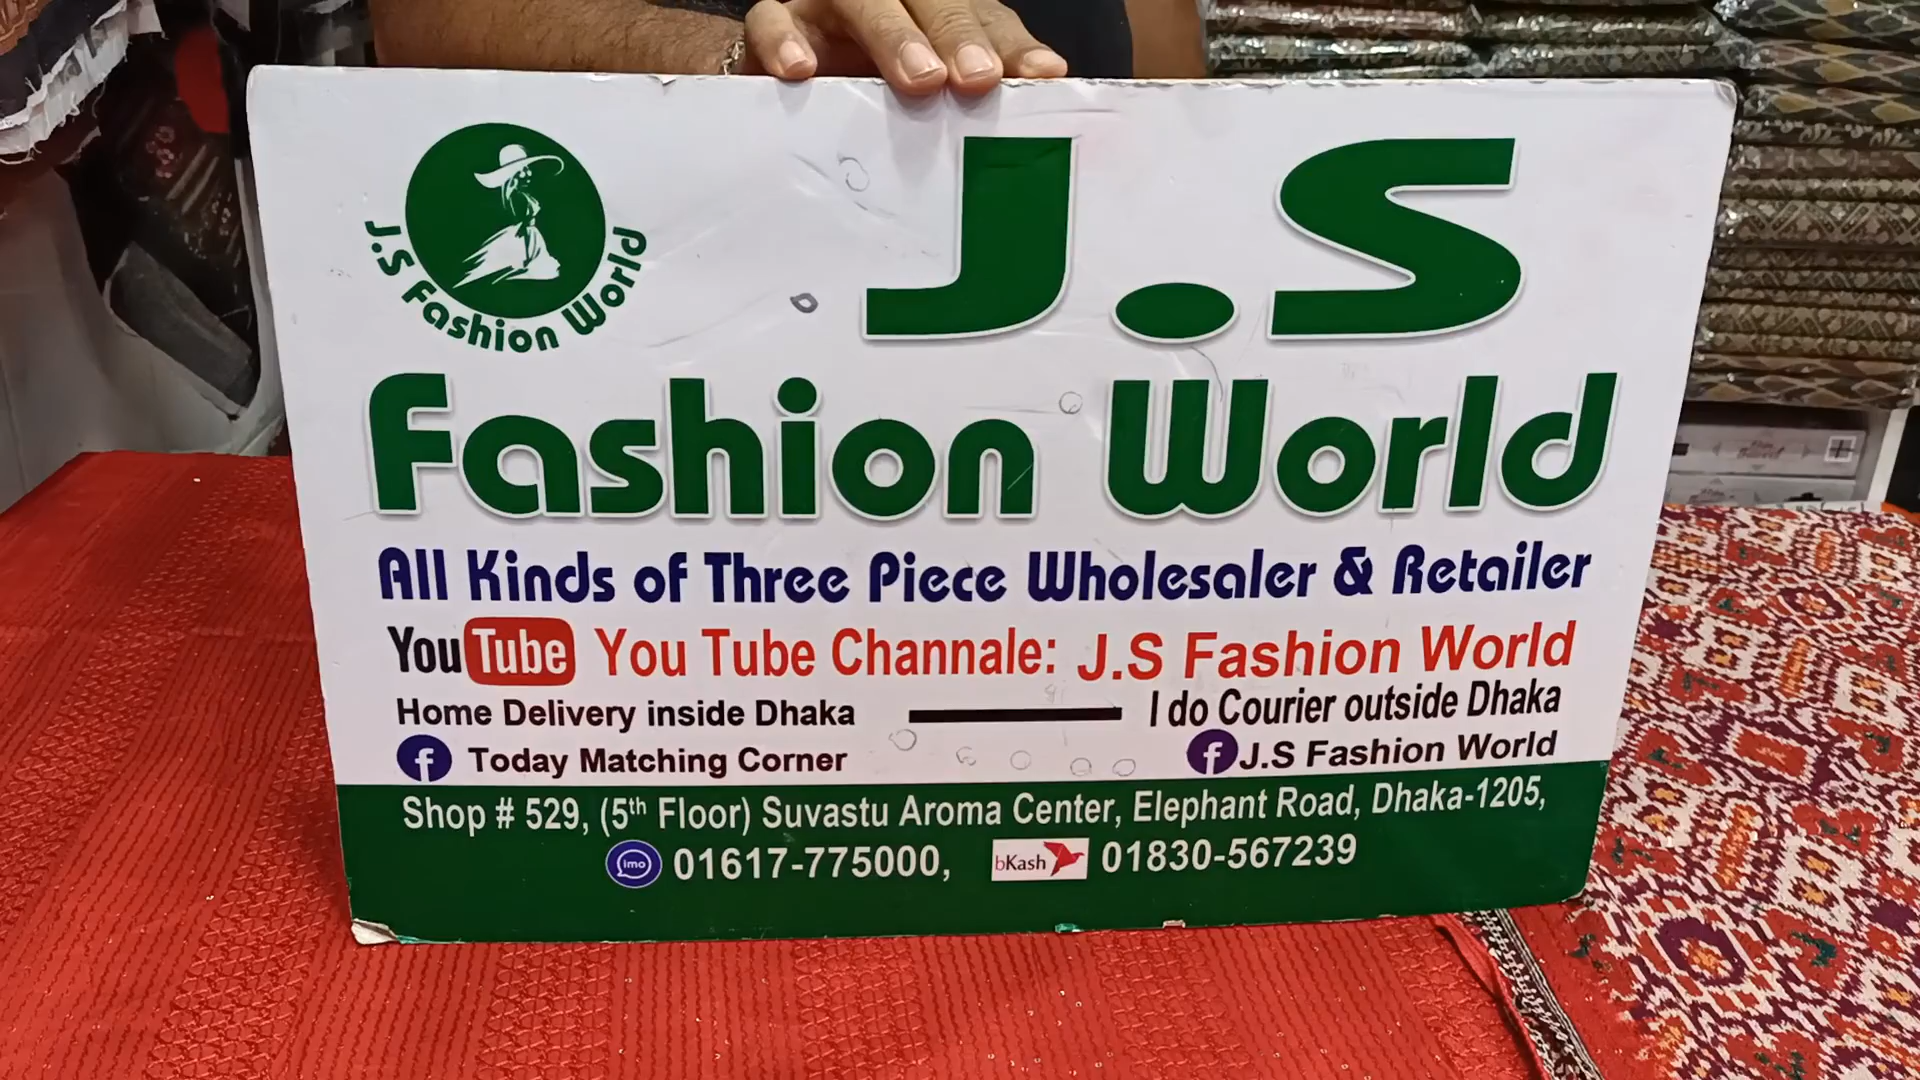 J.S Fashion World
J.S
Fashion World
All Kinds of Three Piece Wholesaler & Retailer
YouTube You Tube Channale: J.S Fashion World
Home Delivery inside Dhaka I do Courier outside Dhaka
f Today Matching Corner f J.S Fashion World
Shop # 529, (5th Floor) Suvastu Aroma Center, Elephant Road, Dhaka-1205,
imo 01617-775000, bKash 01830-567239